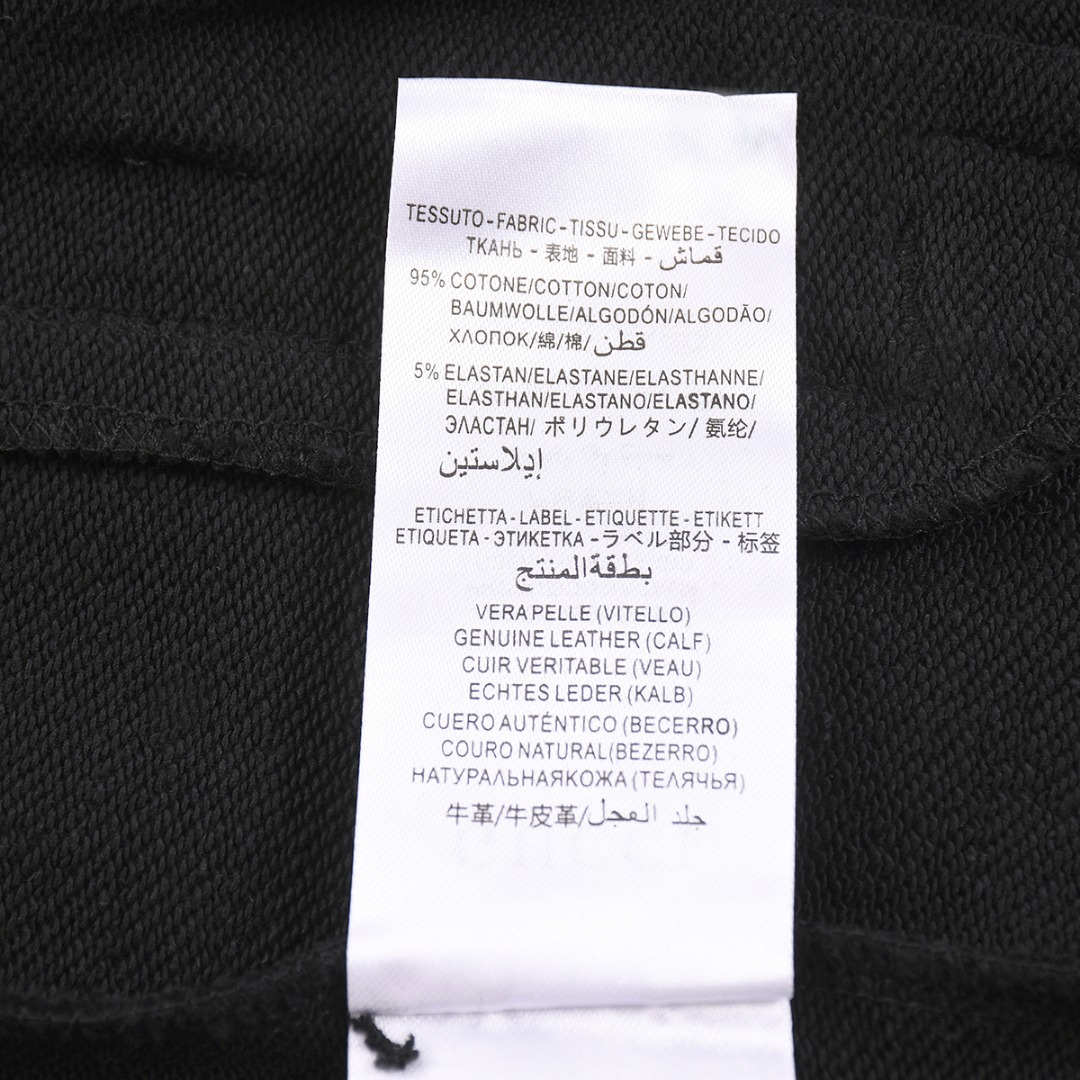 TESSUTO-FABRIC-TISSU-GEWEBE-TECIDO
ТКАНЬ - 表地 - 面料 - قماش
95% COTONE/COTTON/COTON/
BAUMWOLLE/ALGODÓN/ALGODÃO/
ХЛОПОК/綿/棉/قطن
5% ELASTAN/ELASTANE/ELASTHANNE/
ELASTHAN/ELASTANO/ELASTANO/
ЭЛАСТАН/ ポリウレタン/ 氨纶/
إيلاستين
ETICHETTA-LABEL-ETIQUETTE-ETIKETT
ETIQUETA-ЭТИКЕТКА-ラベル部分 - 标签
بطقة المنتج
VERA PELLE (VITELLO)
GENUINE LEATHER (CALF)
CUIR VERITABLE (VEAU)
ECHTES LEDER (KALB)
CUERO AUTÉNTICO (BECERRO)
COURO NATURAL(BEZERRO)
НАТУРАЛЬНАЯКОЖА (ТЕЛЯЧЬЯ)
牛革/牛皮革/جلد العجل